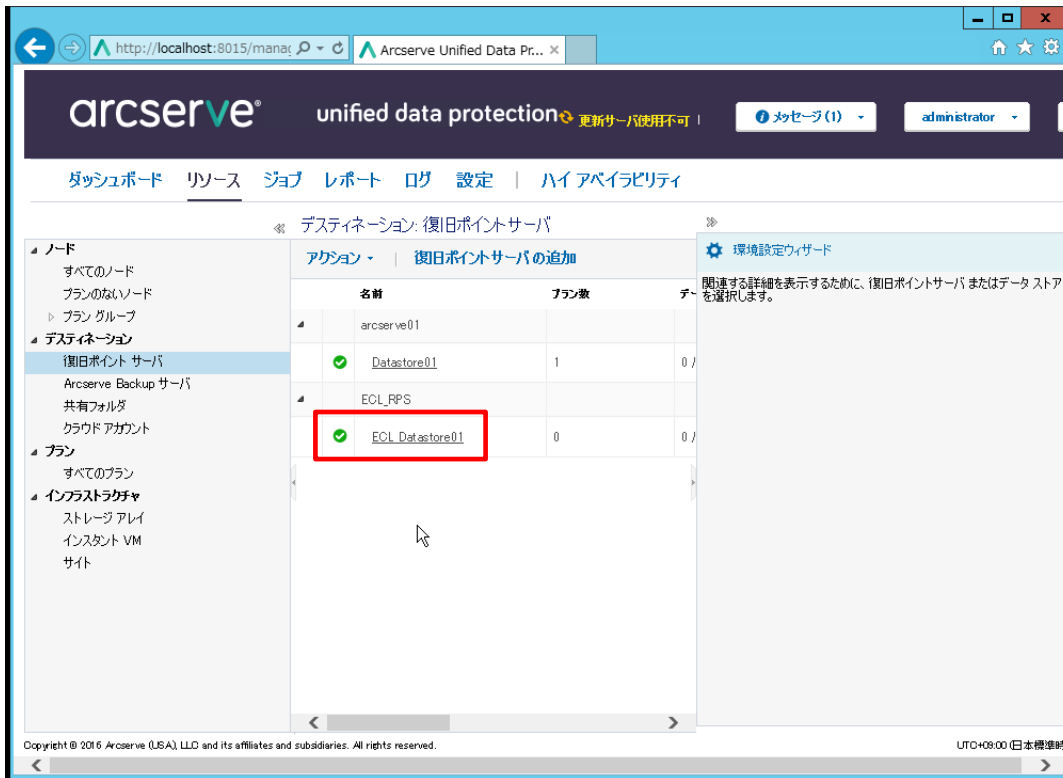 http://localhost:8015/manag
Arcserve Unified Data Pr...
arcserve®
unified data protection
更新サーバ使用不可 |
メッセージ(1)
administrator
ダッシュボード リソース ジョブ レポート ログ 設定 | ハイ アベイラビリティ
デスティネーション: 復旧ポイントサーバ
ノード
すべてのノード
プランのないノード
プラン グループ
デスティネーション
復旧ポイント サーバ
Arcserve Backup サーバ
共有フォルダ
クラウド アカウント
プラン
すべてのプラン
インフラストラクチャ
ストレージ アレイ
インスタント VM
サイト
アクション | 復旧ポイントサーバの追加
名前 プラン数 デー
arcserve01
Datastore01 1 0 /
ECL_RPS
ECL_Datastore01 0 0 /
環境設定ウィザード
関連する詳細を表示するために、復旧ポイントサーバ またはデータ ストア
を選択します。
Copyright © 2016 Arcserve (USA), LLC and its affiliates and subsidiaries. All rights reserved.
UTC+09:00 (日本標準時